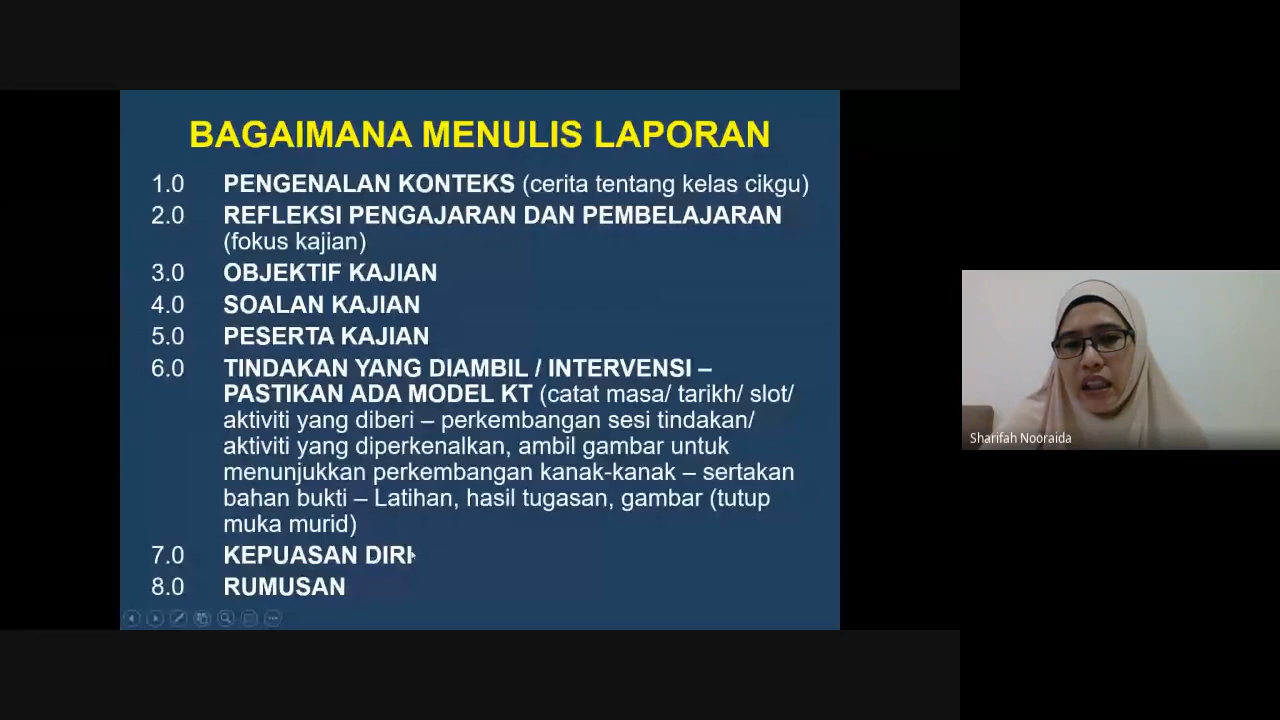 BAGAIMANA MENULIS LAPORAN
1.0 PENGENALAN KONTEKS (cerita tentang kelas cikgu)
2.0 REFLEKSI PENGAJARAN DAN PEMBELAJARAN
(fokus kajian)
3.0 OBJEKTIF KAJIAN
4.0 SOALAN KAJIAN
5.0 PESERTA KAJIAN
6.0 TINDAKAN YANG DIAMBIL / INTERVENSI –
PASTIKAN ADA MODEL KT (catat masa/ tarikh/ slot/
aktiviti yang diberi – perkembangan sesi tindakan/
aktiviti yang diperkenalkan, ambil gambar untuk
menunjukkan perkembangan kanak-kanak – sertakan
bahan bukti – Latihan, hasil tugasan, gambar (tutup
muka murid)
7.0 KEPUASAN DIRI
8.0 RUMUSAN
Sharifah Nooraida